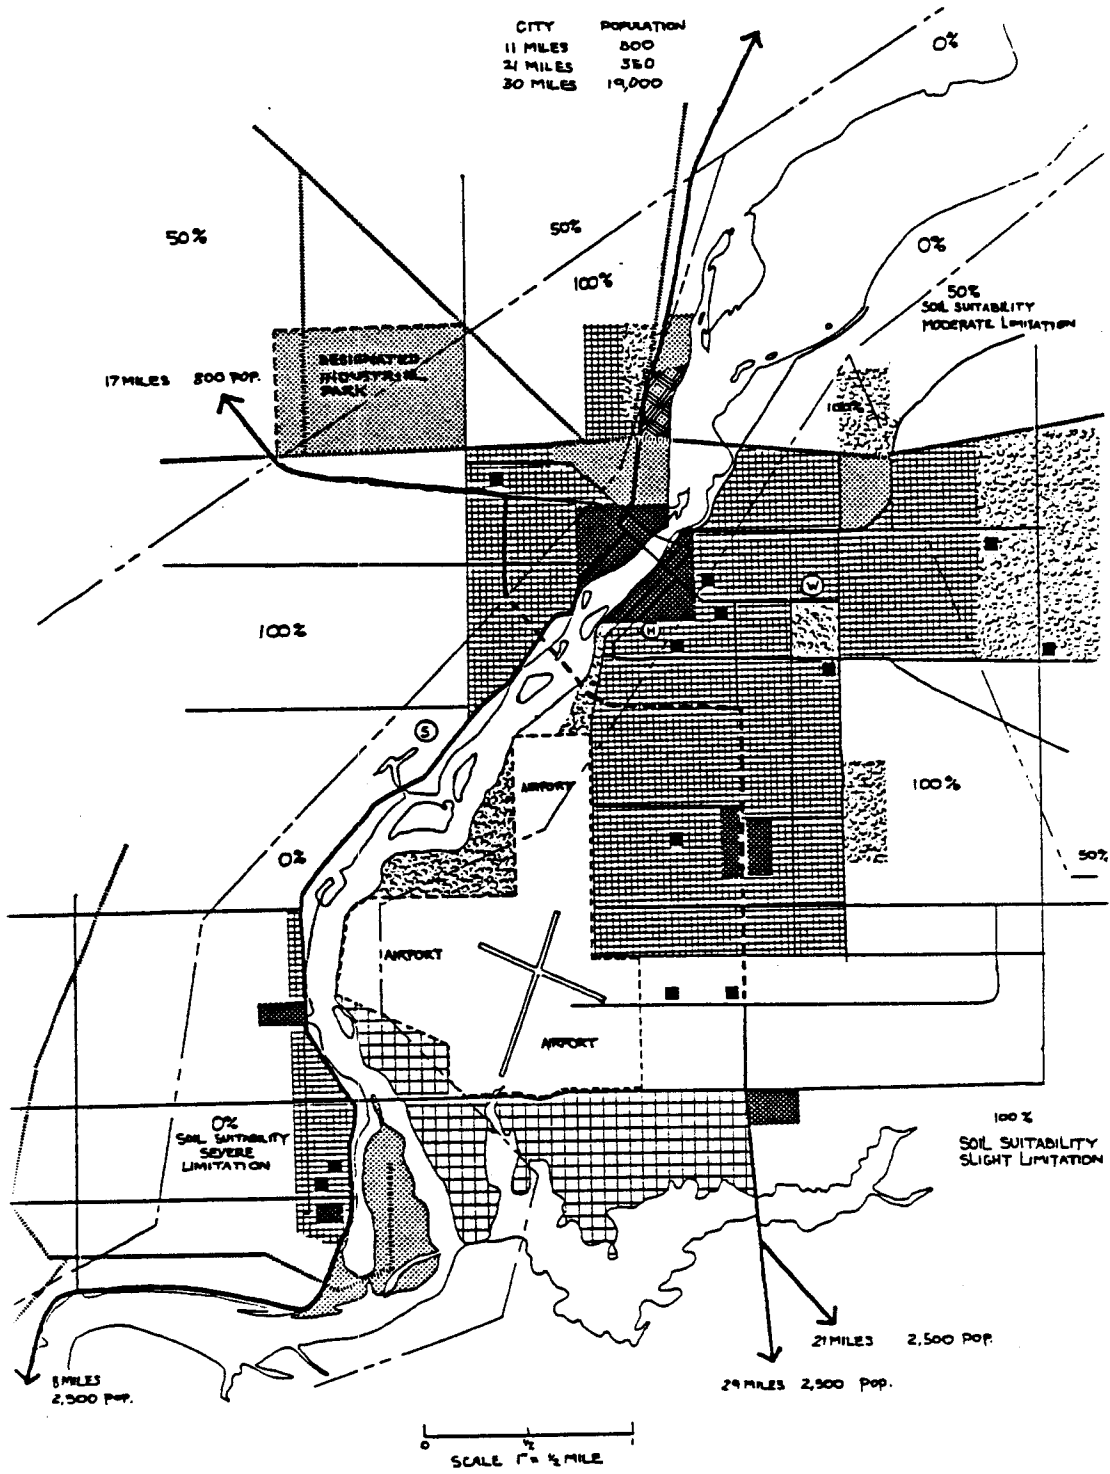 CITY POPULATION
11 MILES 800
21 MILES 350
30 MILES 19,000
0%
50%
50%
100%
0%
50%
SOIL SUITABILITY
MODERATE LIMITATION
DESIGNATED
INDUSTRIAL
PARK
17 MILES 800 POP.
100%
W
H
100%
S
AIRPORT
100%
50%
0%
AIRPORT
AIRPORT
0%
SOIL SUITABILITY
SEVERE
LIMITATION
100%
SOIL SUITABILITY
SLIGHT LIMITATION
21 MILES 2,500 POP.
29 MILES 2,500 POP.
8 MILES
2,500 POP.
0 ½ 1
SCALE 1" = ½ MILE